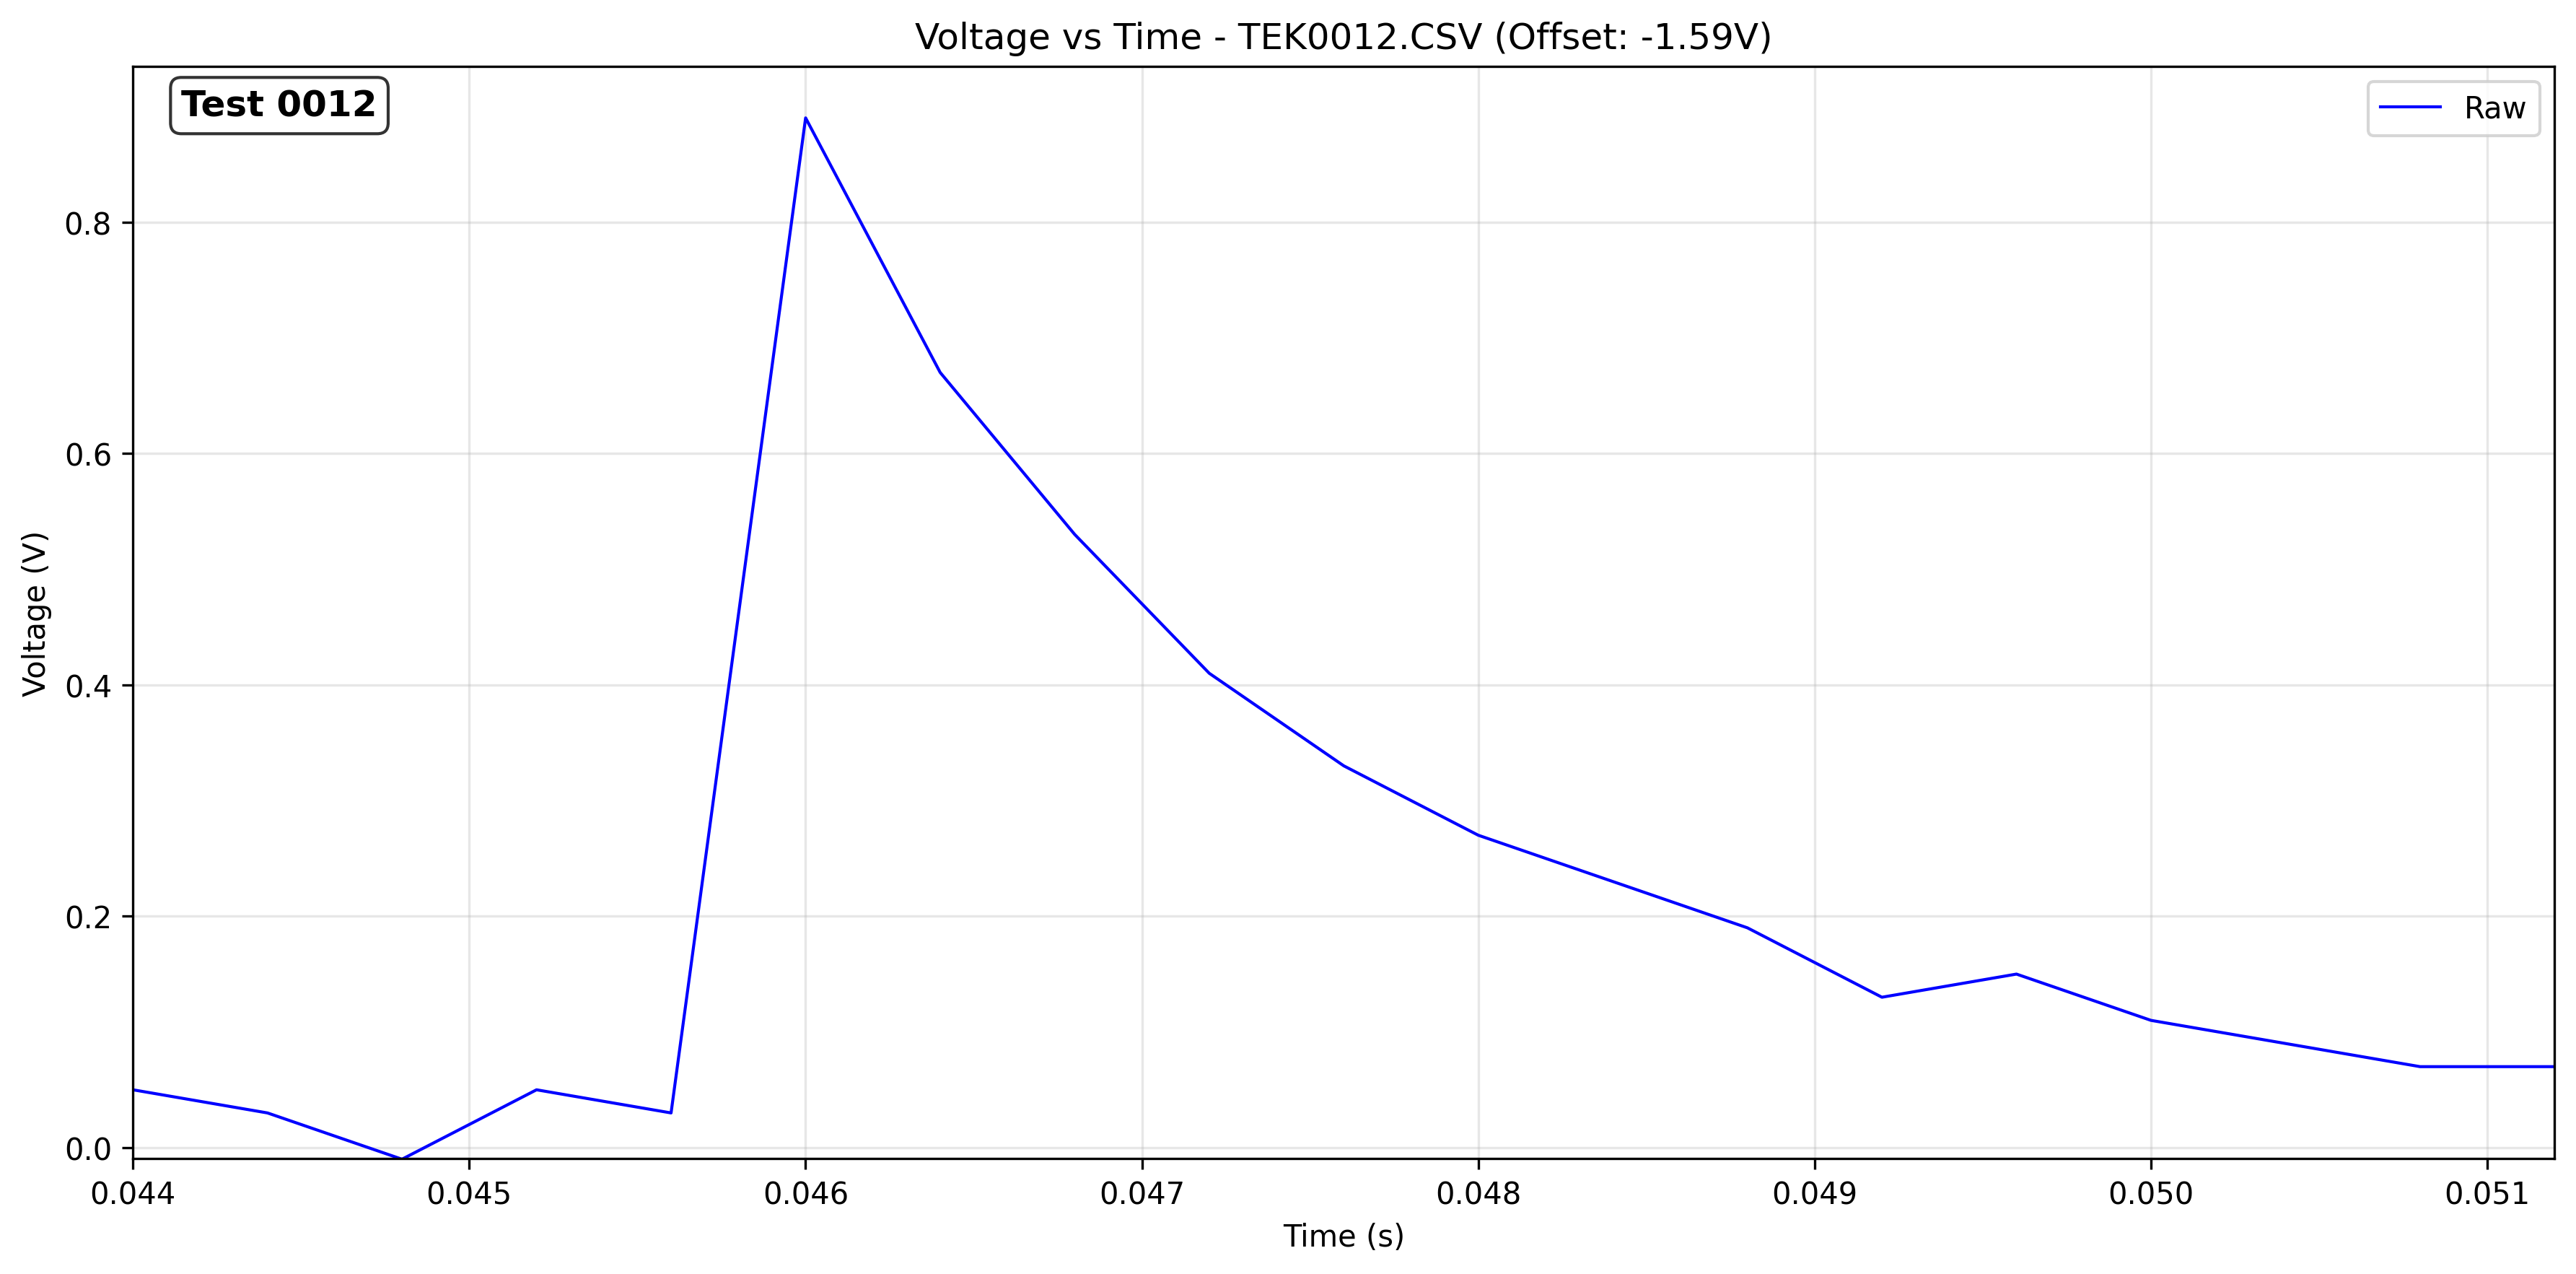 Voltage vs Time - TEK0012.CSV (Offset: -1.59V)
Test 0012
Raw
0.8
0.6
0.4
0.2
0.0
Voltage (V)
0.044 0.045 0.046 0.047 0.048 0.049 0.050 0.051
Time (s)